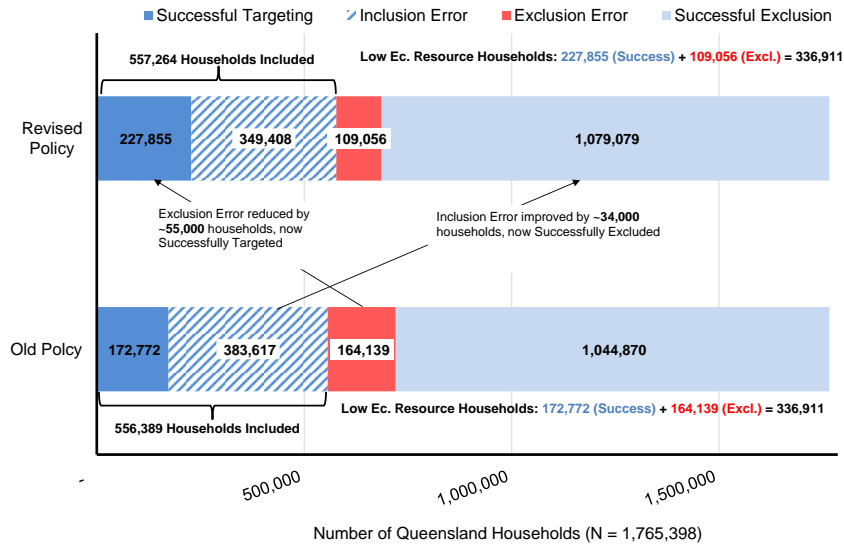 Successful Targeting Inclusion Error Exclusion Error Successful Exclusion
557,264 Households Included
Low Ec. Resource Households: 227,855 (Success) + 109,056 (Excl.) = 336,911
Revised
Policy
227,855 349,408 109,056 1,079,079
Exclusion Error reduced by
~55,000 households, now
Successfully Targeted
Inclusion Error improved by ~34,000
households, now Successfully Excluded
Old Polcy
172,772 383,617 164,139 1,044,870
Low Ec. Resource Households: 172,772 (Success) + 164,139 (Excl.) = 336,911
556,389 Households Included
- 500,000 1,000,000 1,500,000
Number of Queensland Households (N = 1,765,398)